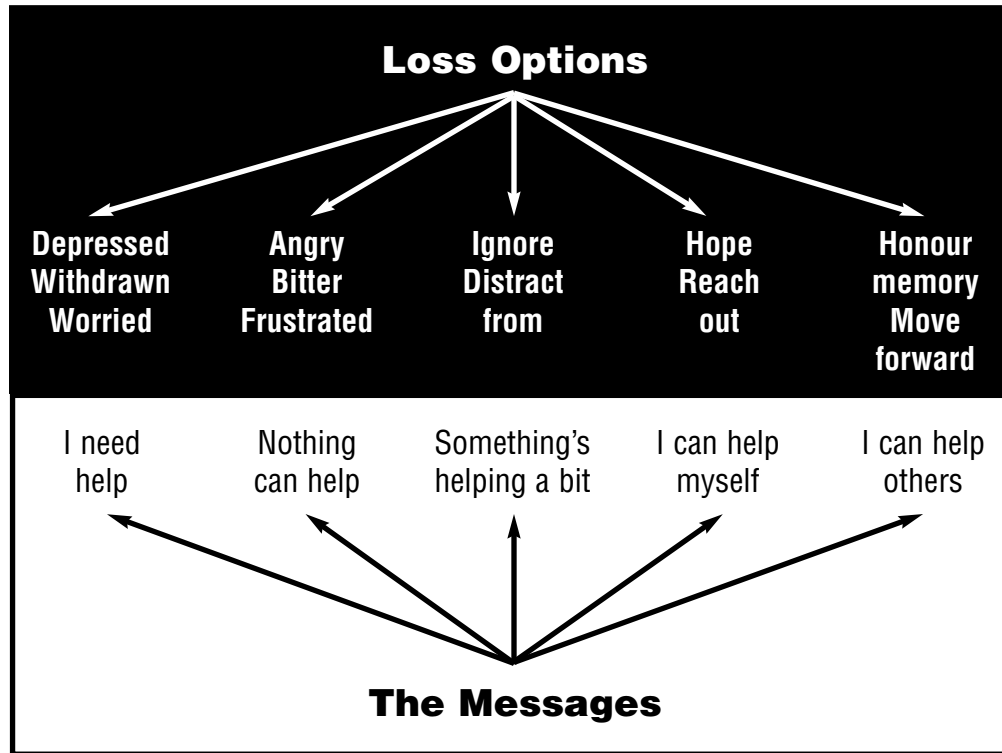 Loss Options
Depressed
Withdrawn
Worried
Angry
Bitter
Frustrated
Ignore
Distract
from
Hope
Reach
out
Honour
memory
Move
forward
I need
help
Nothing
can help
Something’s
helping a bit
I can help
myself
I can help
others
The Messages